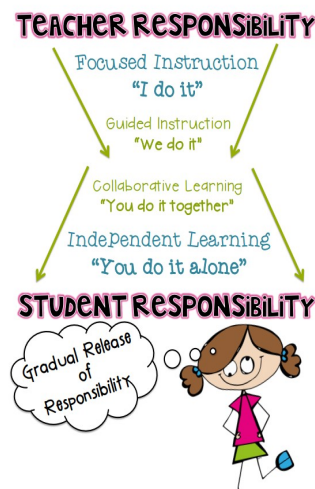 TEACHER RESPONSIBILITY
Focused Instruction
"I do it"
Guided Instruction
"We do it"
Collaborative Learning
"You do it together"
Independent Learning
"You do it alone"
STUDENT RESPONSIBILITY
Gradual Release
of
Responsibility